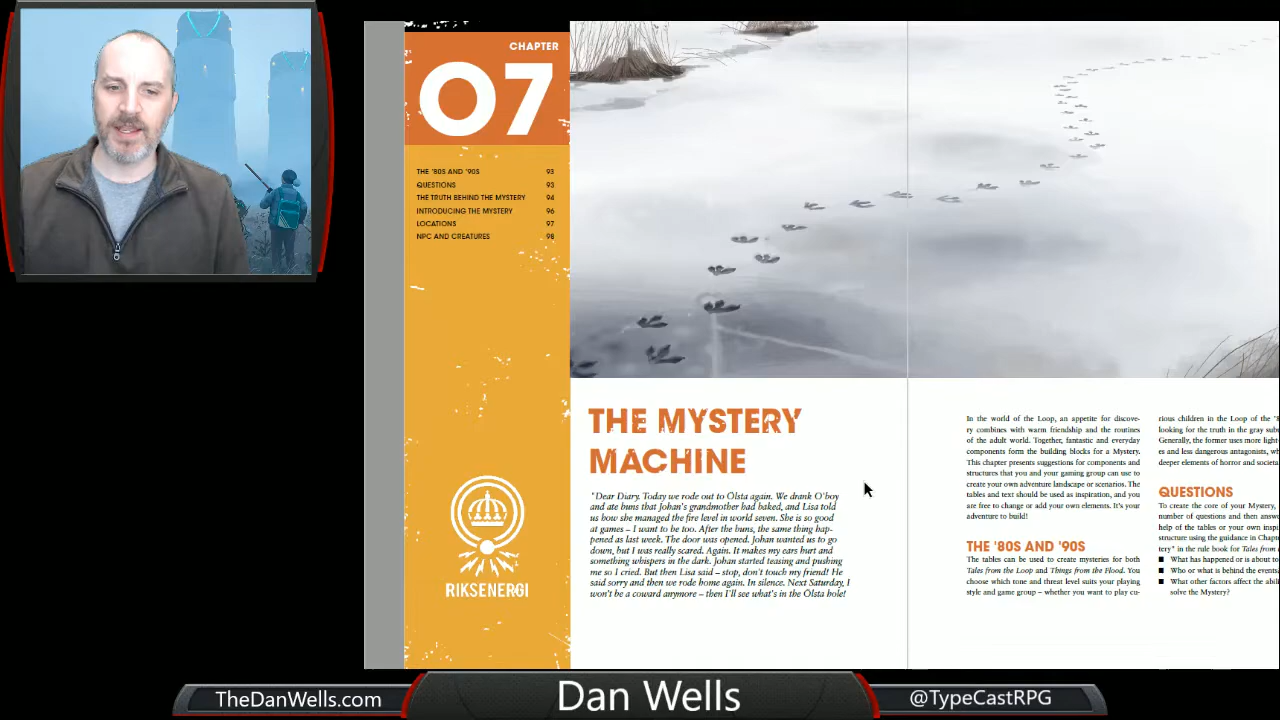 CHAPTER
07
THE '80S AND '90S 93
QUESTIONS 93
THE TRUTH BEHIND THE MYSTERY 94
INTRODUCING THE MYSTERY 96
LOCATIONS 97
NPC AND CREATURES 98
RIKSENERGI
THE MYSTERY
MACHINE
"Dear Diary. Today we rode out to Olsta again. We drank O'boy
and ate buns that Johan's grandmother had baked, and Lisa told
us how she managed the fire level in world seven. She is so good
at games – I want to be too. After the buns, the same thing hap-
pened as last week. The door was opened. Johan wanted us to go
down, but I was really scared. Again. It makes my ears hurt and
something whispers in the dark. Johan started teasing and pushing
me so I cried. But then Lisa said – stop, don't touch my friend! He
said sorry and then we rode home again. In silence. Next Saturday, I
won't be a coward anymore – then I'll see what's in the Olsta hole!
In the world of the Loop, an appetite for discove-
ry combines with warm friendship and the routines
of the adult world. Together, fantastic and everyday
components form the building blocks for a Mystery.
This chapter presents suggestions for components and
structures that you and your gaming group can use to
create your own adventure landscape or scenarios. The
tables and text should be used as inspiration, and you
are free to change or add your own elements. It's your
adventure to build!
THE '80S AND '90S
The tables can be used to create mysteries for both
Tales from the Loop and Things from the Flood. You
choose which tone and threat level suits your playing
style and game group – whether you want to play cu-
rious children in the Loop of the '8
looking for the truth in the gray sub
Generally, the former uses more light-
es and less dangerous antagonists, wh
deeper elements of horror and societa
QUESTIONS
To create the core of your Mystery,
number of questions and then answe
help of the tables or your own inspi
structure using the guidance in Chapt
tery" in the rule book for Tales from t
■ What has happened or is about to
■ Who or what is behind the events
■ What other factors affect the abili
solve the Mystery?
TheDanWells.com
Dan Wells
@TypeCastRPG